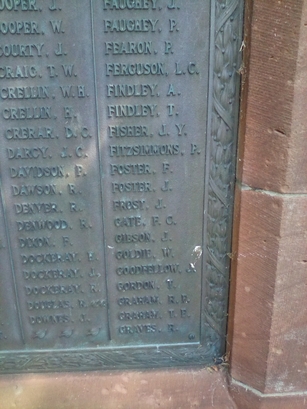 COOPER, J.
COOPER, W.
COURTY, J.
CRAIG, T. W.
CRELLIN, W. H.
CRELLIN, E.
CRERAR, D. C.
DARCY, J. C.
DAVIDSON, P.
DAWSON, R.
DENVER, R.
DENWOOD, R.
DIXON, F.
DOCKERAY, E.
DOCKERAY, J.
DOCKERAY, R.
FAUGHEY, J.
FAUGHEY, P.
FEARON, P.
FERGUSON, L. C.
FINDLEY, A.
FINDLEY, T.
FISHER, J. Y.
FITZSIMMONS, P.
FOSTER, F.
FOSTER, J.
FROST, J.
GATE, F. G.
GIBSON, J.
GOLDIE, W.
GOODFELLOW, J.
GORDON, T.
GRAHAM, R. F.
GRAHAM, T. E.
GRAVES, R.